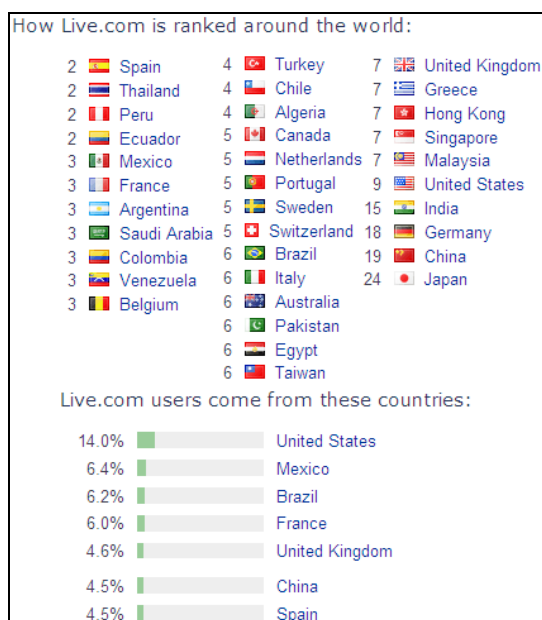 How Live.com is ranked around the world:
2 Spain
2 Thailand
2 Peru
2 Ecuador
3 Mexico
3 France
3 Argentina
3 Saudi Arabia
3 Colombia
3 Venezuela
3 Belgium
4 Turkey
4 Chile
4 Algeria
5 Canada
5 Netherlands
5 Portugal
5 Sweden
5 Switzerland
6 Brazil
6 Italy
6 Australia
6 Pakistan
6 Egypt
6 Taiwan
7 United Kingdom
7 Greece
7 Hong Kong
7 Singapore
7 Malaysia
9 United States
15 India
18 Germany
19 China
24 Japan
Live.com users come from these countries:
14.0% United States
6.4% Mexico
6.2% Brazil
6.0% France
4.6% United Kingdom
4.5% China
4.5% Spain